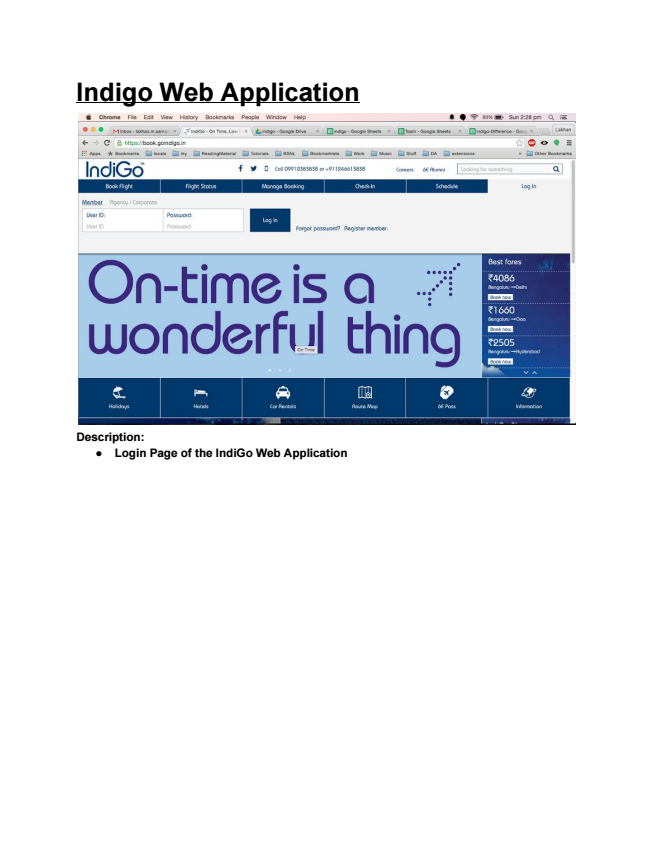 Indigo Web Application
Chrome File Edit View History Bookmarks People Window Help
Sun 2:28 pm
IndiGo - On Time, Low
Indigo - Google Drive
Indigo - Google Sheets
Team - Google Sheets
Indigo-Difference - Goo
Lakhan
https://book.goindigo.in
Apps Bookmarks locals my ReadingMaterial Tutorials BSNL Bookmarklets Work Music Stuff DA extensions » Other Bookmarks
IndiGo
Call 09910383838 or +911246613838
Careers 6E Alumni Looking for something
Book Flight Flight Status Manage Booking Check-In Schedule Log In
Member Agency / Corporate
User ID: Password:
User ID Password
Log in
Forgot password? Register member.
On-time is a
wonderful thing
On Time
Best fares
₹4086
Bengaluru Delhi
Book now
₹1660
Bengaluru Goa
Book now
₹2505
Bengaluru Hyderabad
Book now
Holidays Hotels Car Rentals Route Map 6E Pass Information
Description:
● Login Page of the IndiGo Web Application